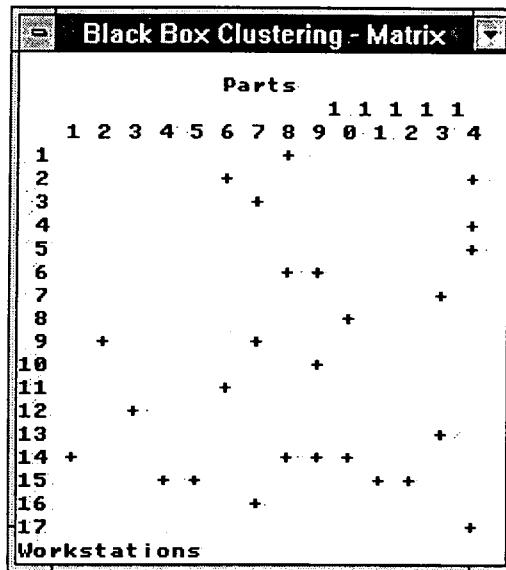 Black Box Clustering - Matrix
Parts
1 1 1 1 1
1 2 3 4 5 6 7 8 9 0 1 2 3 4
1 +
2 + +
3 +
4 +
5 +
6 + +
7 +
8 +
9 + +
10 +
11 +
12 +
13 +
14 + + + +
15 + + + +
16 +
17 +
Workstations